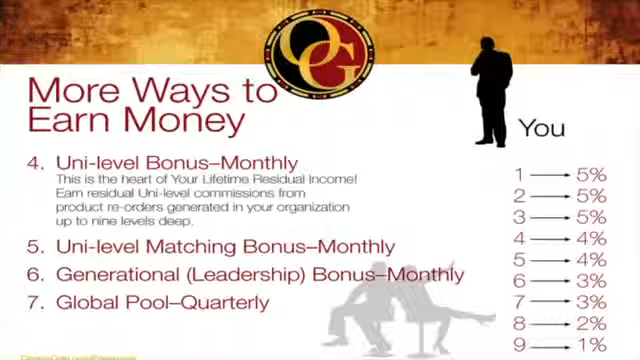 OG
More Ways to
Earn Money
You
4. Uni-level Bonus–Monthly
This is the heart of Your Lifetime Residual Income!
Earn residual Uni-level commissions from
product re-orders generated in your organization
up to nine levels deep.
5. Uni-level Matching Bonus–Monthly
6. Generational (Leadership) Bonus–Monthly
7. Global Pool–Quarterly
1 → 5%
2 → 5%
3 → 5%
4 → 4%
5 → 4%
6 → 3%
7 → 3%
8 → 2%
9 → 1%